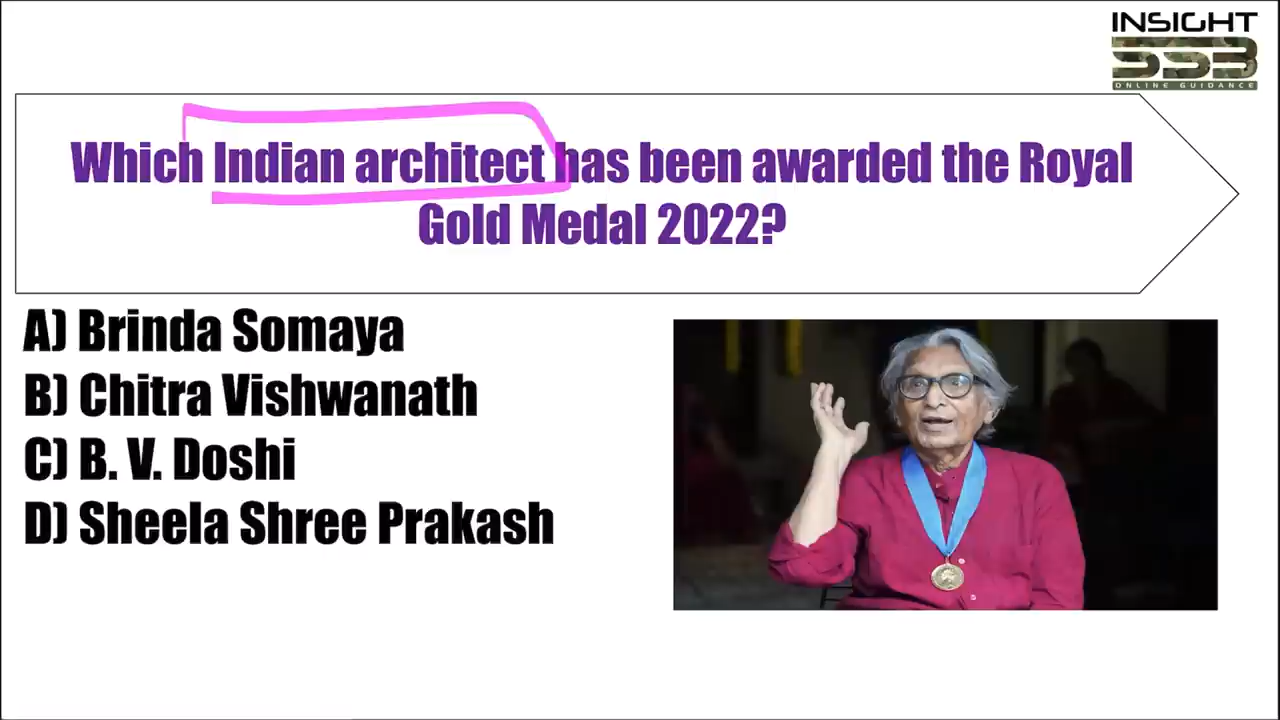 INSIGHT
SSB
ONLINE GUIDANCE
Which Indian architect has been awarded the Royal
Gold Medal 2022?
A) Brinda Somaya
B) Chitra Vishwanath
C) B. V. Doshi
D) Sheela Shree Prakash